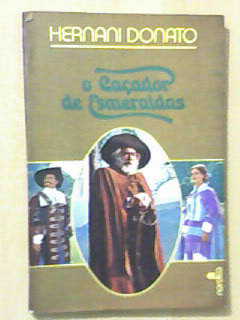 HERNANI DONATO
o Caçador
de Esmeraldas